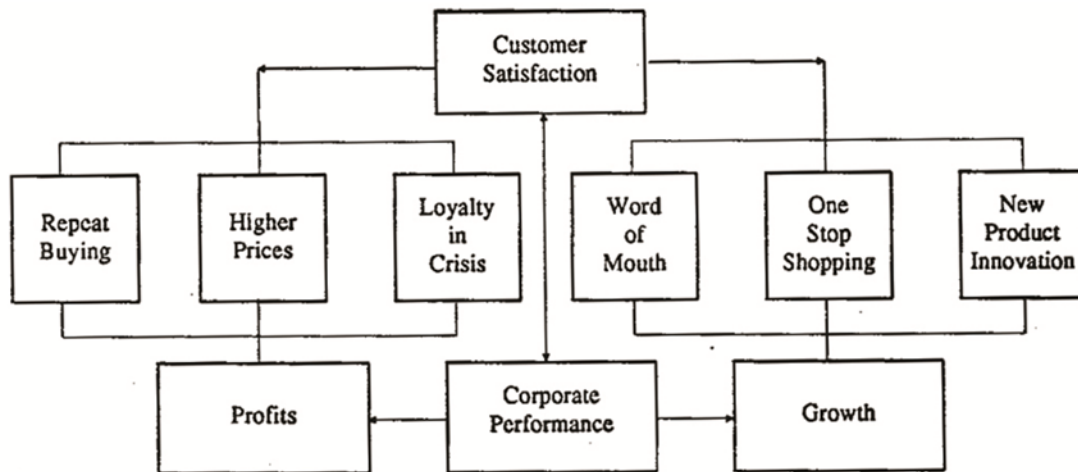 Customer
Satisfaction
Repeat
Buying
Higher
Prices
Loyalty
in
Crisis
Word
of
Mouth
One
Stop
Shopping
New
Product
Innovation
Profits
Corporate
Performance
Growth